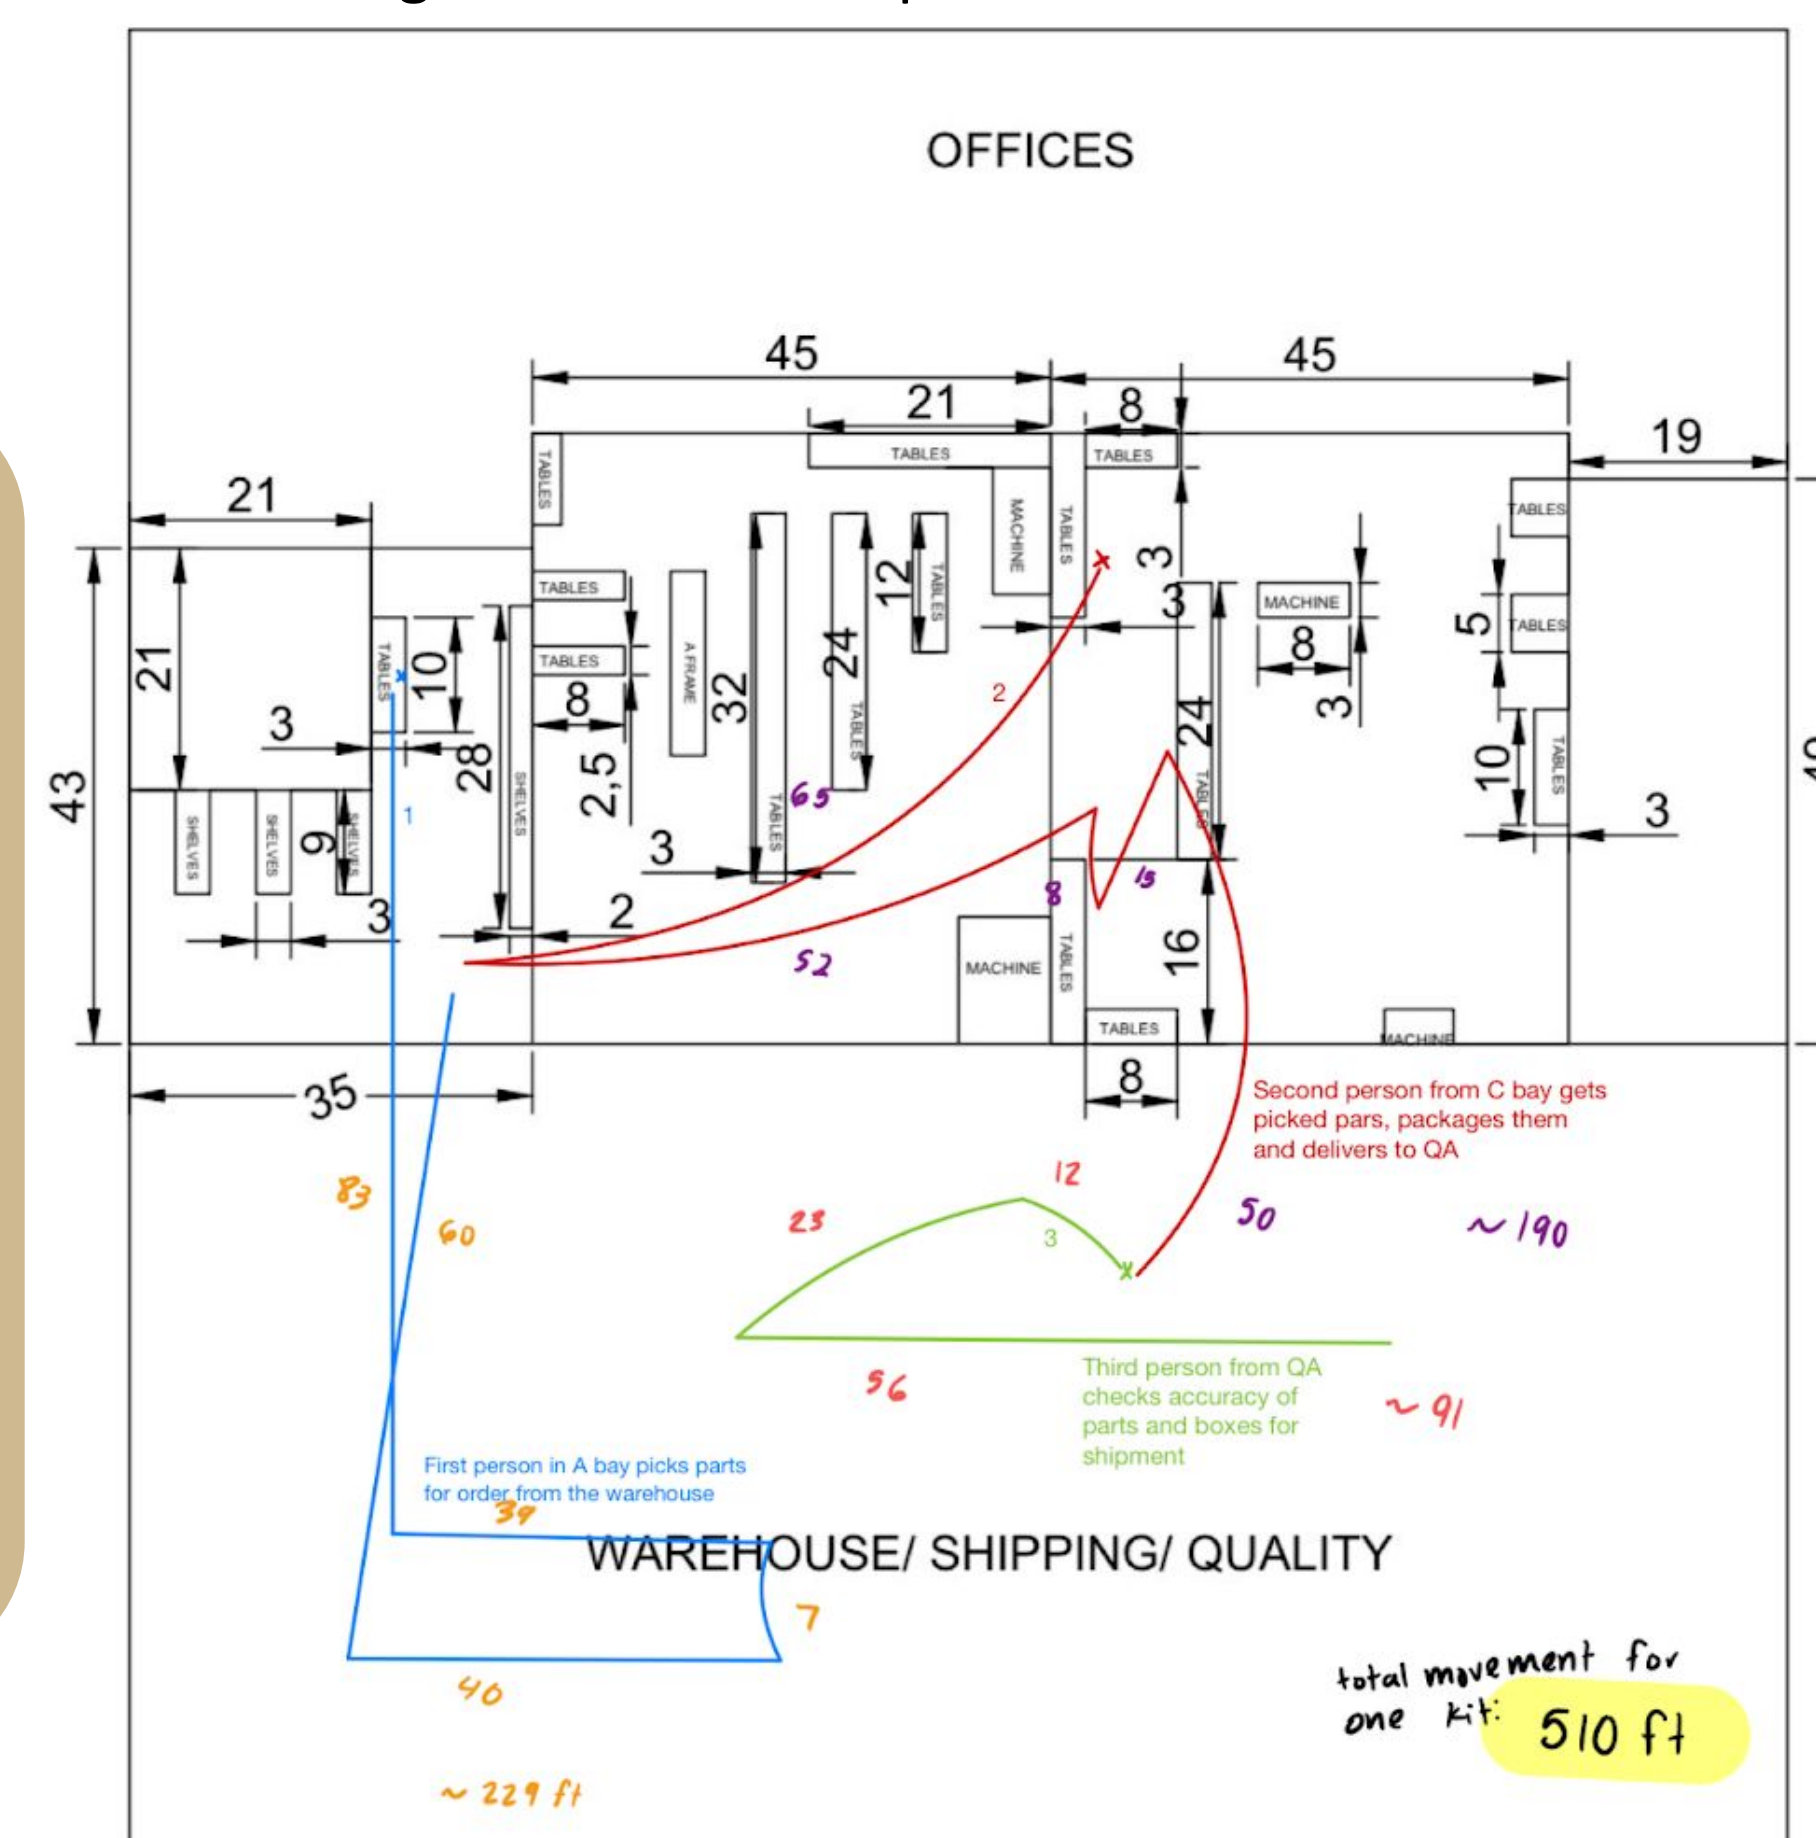 OFFICES
45
45
21
8
19
21
TABLES
TABLES
TABLES
TABLES
TABLES
MACHINE
TABLES
3
3
12
TABLES
TABLES
TABLES
A FRAME
MACHINE
8
3
5
TABLES
21
TABLES
10
3
28
SHELVES
8
2,5
32
24
TABLES
TABLES
65
2
24
TABLES
10
TABLES
3
43
1
SHELVES
SHELVES
9
SHELVES
3
3
2
8
15
52
MACHINE
TABLES
16
TABLES
MACHINE
35
8
Second person from C bay gets
picked pars, packages them
and delivers to QA
83
60
23
12
3
50
~ 190
56
Third person from QA
checks accuracy of
parts and boxes for
shipment
~ 91
First person in A bay picks parts
for order from the warehouse
39
WAREHOUSE/ SHIPPING/ QUALITY
7
40
total movement for
one kit:
510 ft
~ 229 ft